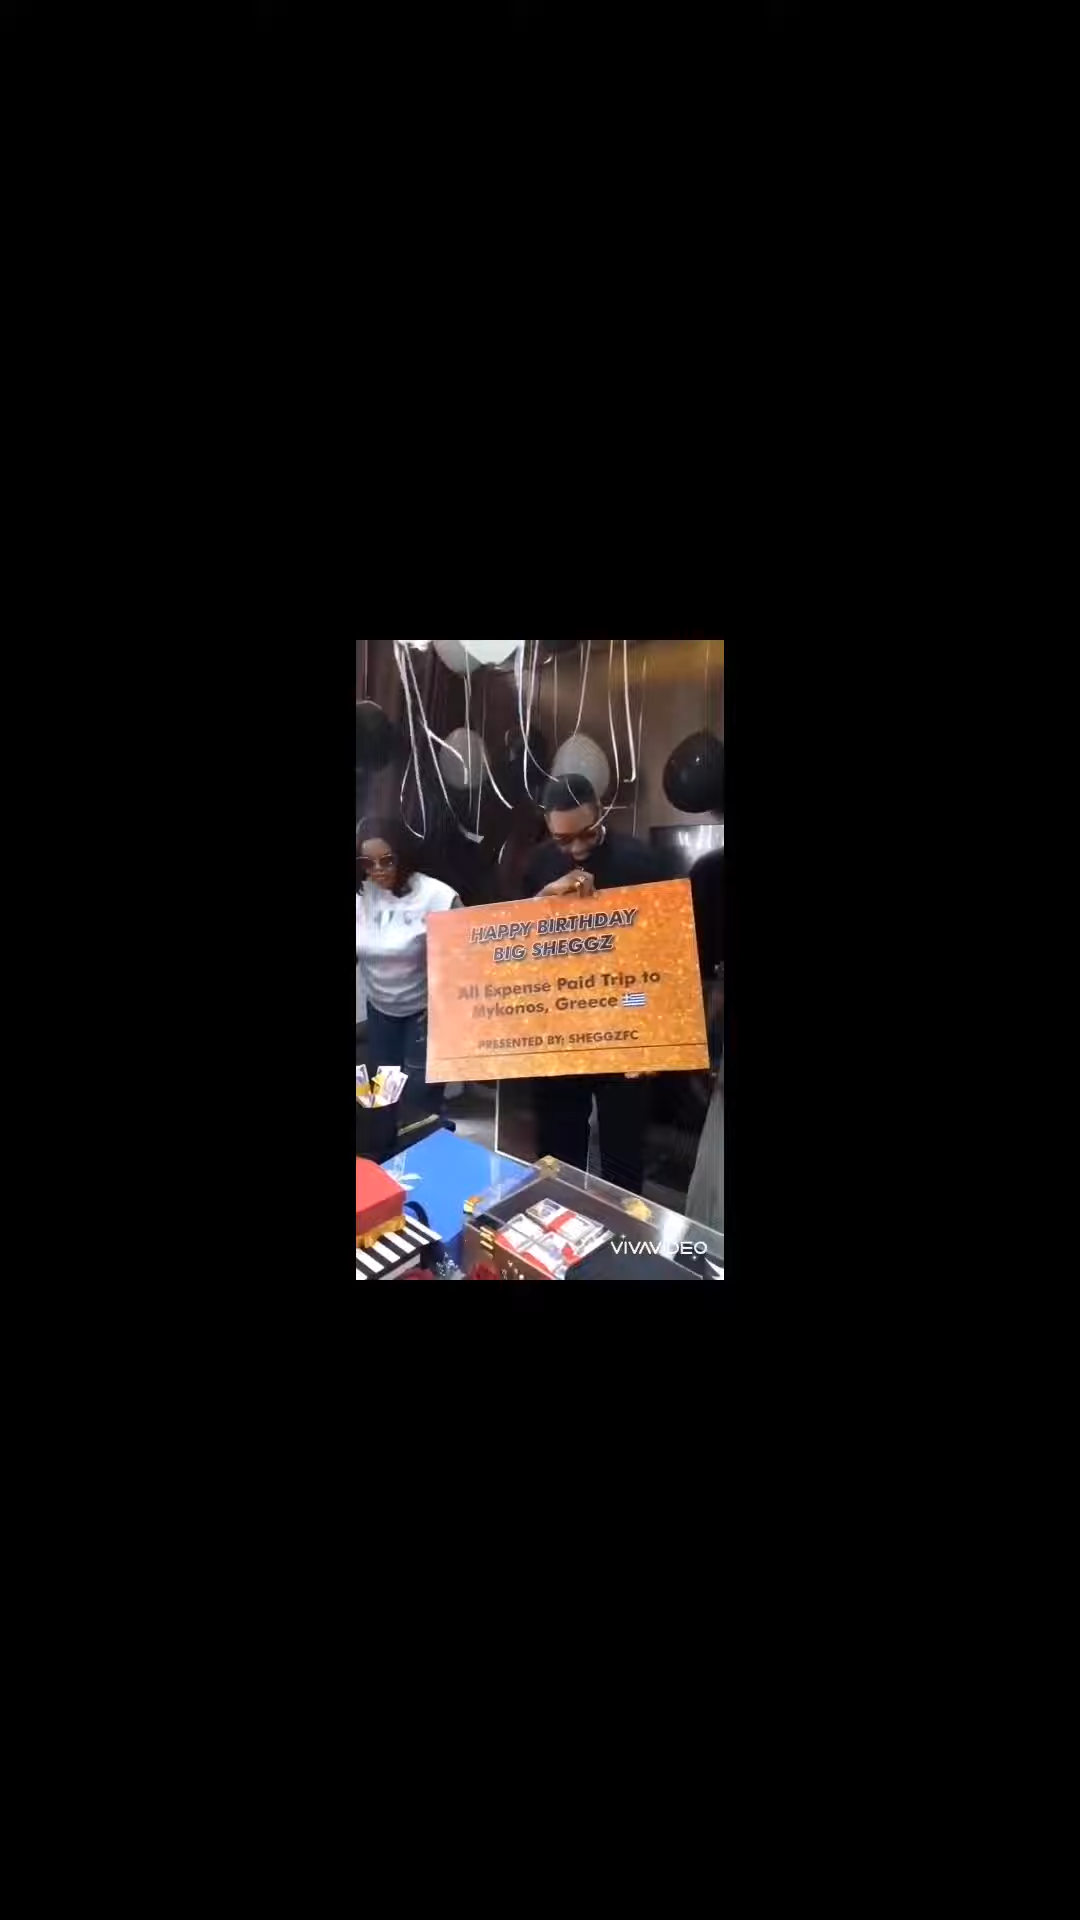 HAPPY BIRTHDAY
BIG SHEGGZ
All Expense Paid Trip to
Mykonos, Greece 🇬🇷
PRESENTED BY: SHEGGZFC
VIVAVIDEO